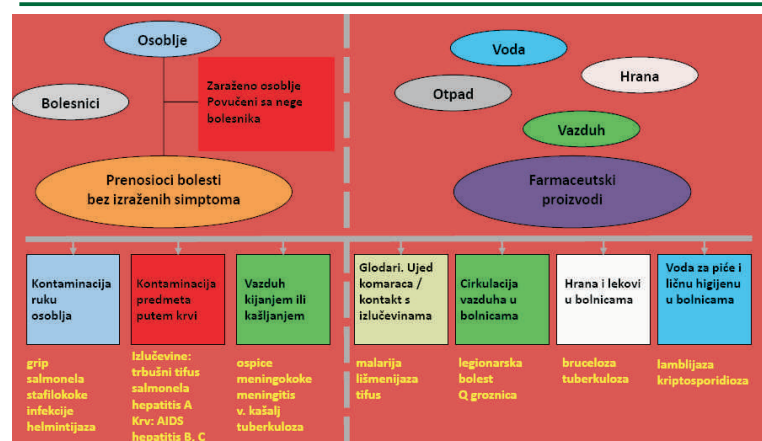 Osoblje
Bolesnici
Zaraženo osoblje
Povučeni sa nege
bolesnika
Prenosioci bolesti
bez izraženih simptoma
Voda
Hrana
Otpad
Vazduh
Farmaceutski
proizvodi
Kontaminacija
ruku
osoblja
Kontaminacija
predmeta
putem krvi
Vazduh
kijanjem ili
kašljanjem
Glodari. Ujed
komaraca /
kontakt s
izlučevinama
Cirkulacija
vazduha u
bolnicama
Hrana i lekovi
u bolnicama
Voda za piće i
ličnu higijenu
u bolnicama
grip
salmonela
stafilokoke
infekcije
helmintijaza
Izlučevine:
trbušni tifus
salmonela
hepatitis A
Krv: AIDS
hepatitis B, C
ospice
meningokoke
meningitis
v. kašalj
tuberkuloza
malarija
lišmenijaza
tifus
legionarska
bolest
Q groznica
bruceloza
tuberkuloza
lamblijaza
kriptosporidioza